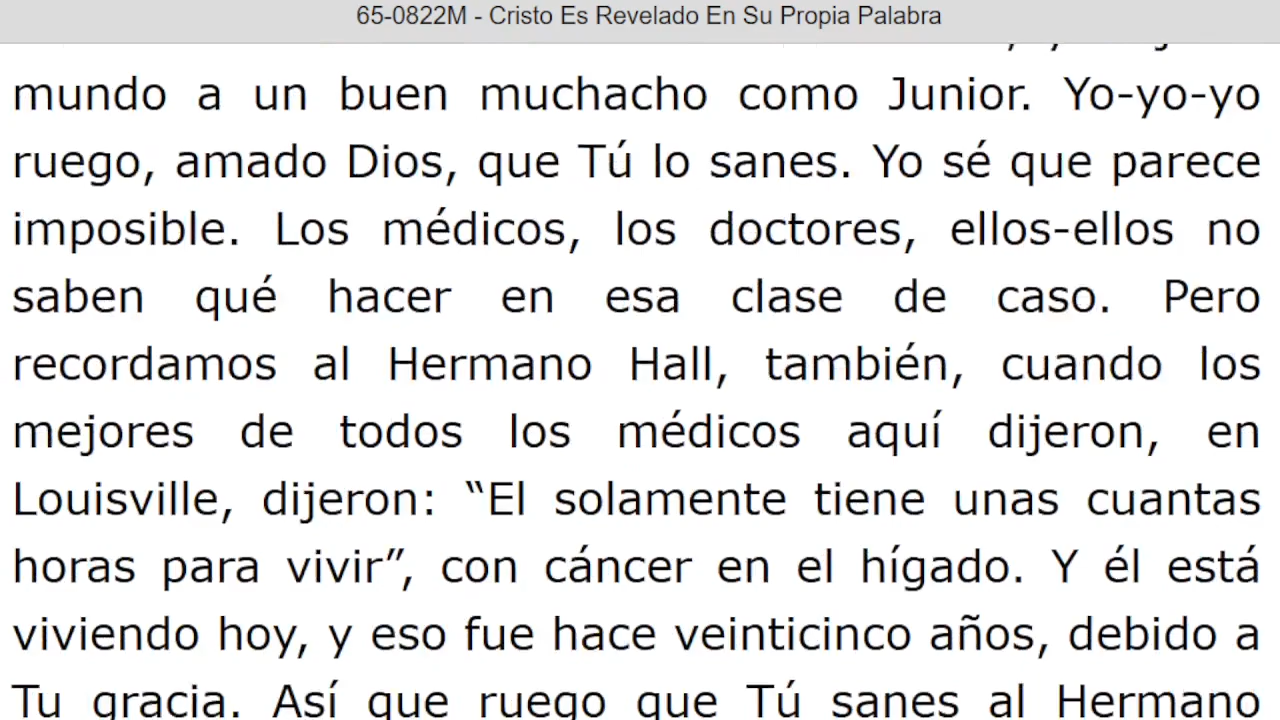 65-0822M - Cristo Es Revelado En Su Propia Palabra
mundo a un buen muchacho como Junior. Yo-yo-yo
ruego, amado Dios, que Tú lo sanes. Yo sé que parece
imposible. Los médicos, los doctores, ellos-ellos no
saben qué hacer en esa clase de caso. Pero
recordamos al Hermano Hall, también, cuando los
mejores de todos los médicos aquí dijeron, en
Louisville, dijeron: “El solamente tiene unas cuantas
horas para vivir”, con cáncer en el hígado. Y él está
viviendo hoy, y eso fue hace veinticinco años, debido a
Tu gracia. Así que ruego que Tú sanes al Hermano